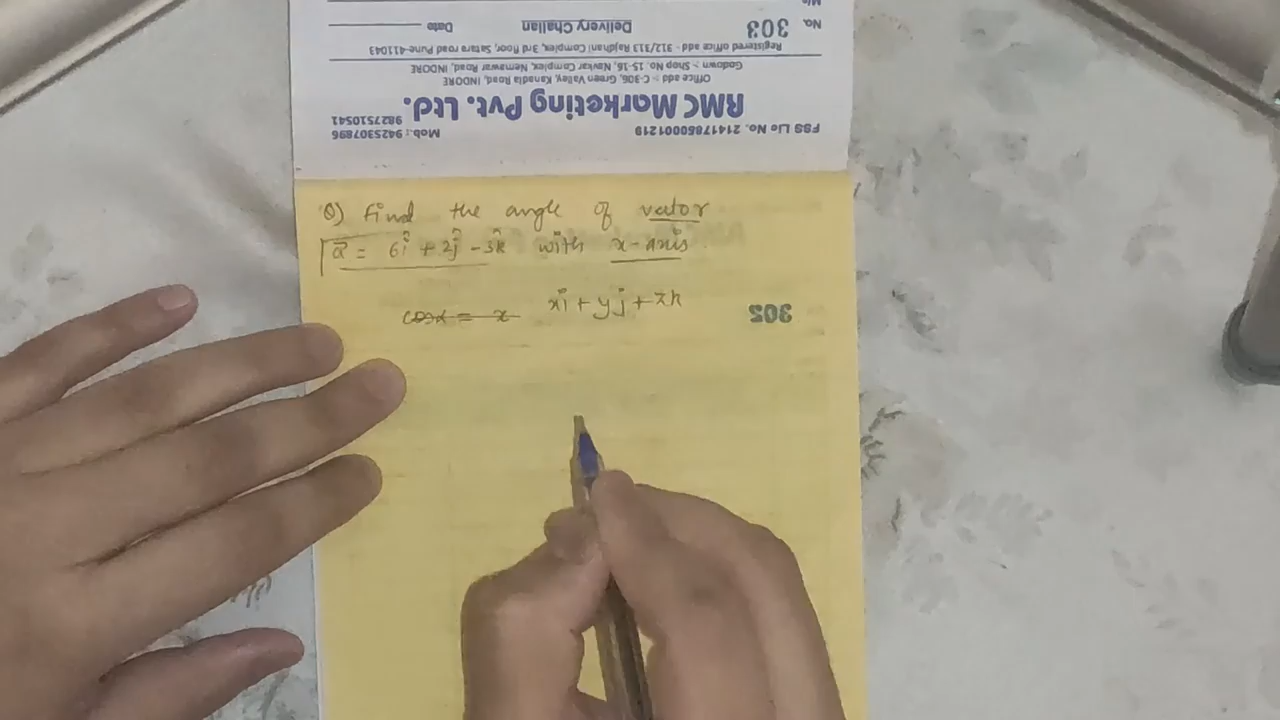 M/s
No. 303 Delivery Challan Date
Registered office add - 312/313 Rajdhani Complex, 3rd floor, Satara road Pune-411043
Godown :- Shop No. 15-16, Navkar Complex, Nemawar Road, INDORE
Office add :- C-306, Green Valley, Kanadia Road, INDORE
RMC Marketing Pvt. Ltd.
FSS Lic No. 21417850001219 Mob.: 9425307896
9827510541
Q) Find the angle of vator
a⃗ = 6î + 2ĵ - 3k̂ with x-axis
cosα = x xi + yj + zk
302